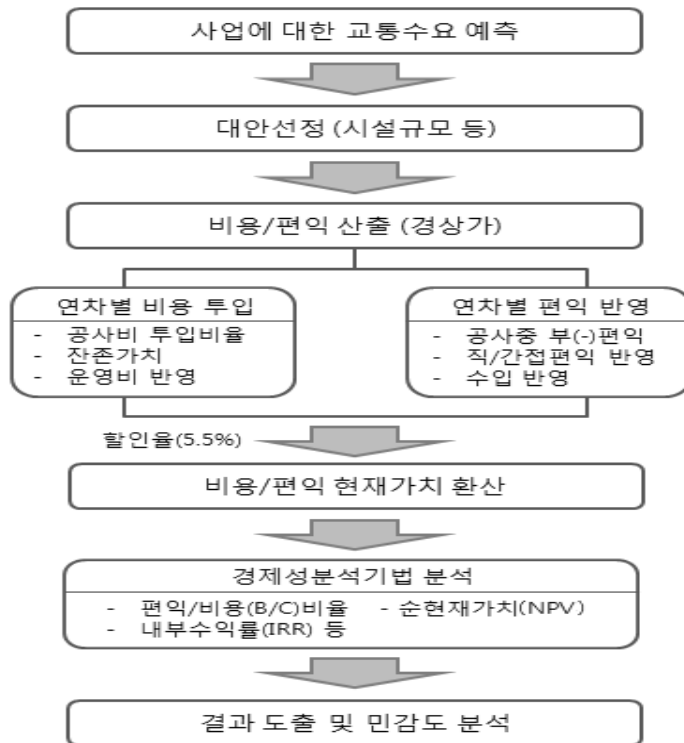 사업에 대한 교통수요 예측
대안선정 (시설규모 등)
비용/편익 산출 (경상가)
연차별 비용 투입
- 공사비 투입비율
- 잔존가치
- 운영비 반영
연차별 편익 반영
- 공사중 부(-)편익
- 직/간접편익 반영
- 수입 반영
할인율(5.5%)
비용/편익 현재가치 환산
경제성분석기법 분석
- 편익/비용(B/C)비율 - 순현재가치(NPV)
- 내부수익률(IRR) 등
결과 도출 및 민감도 분석